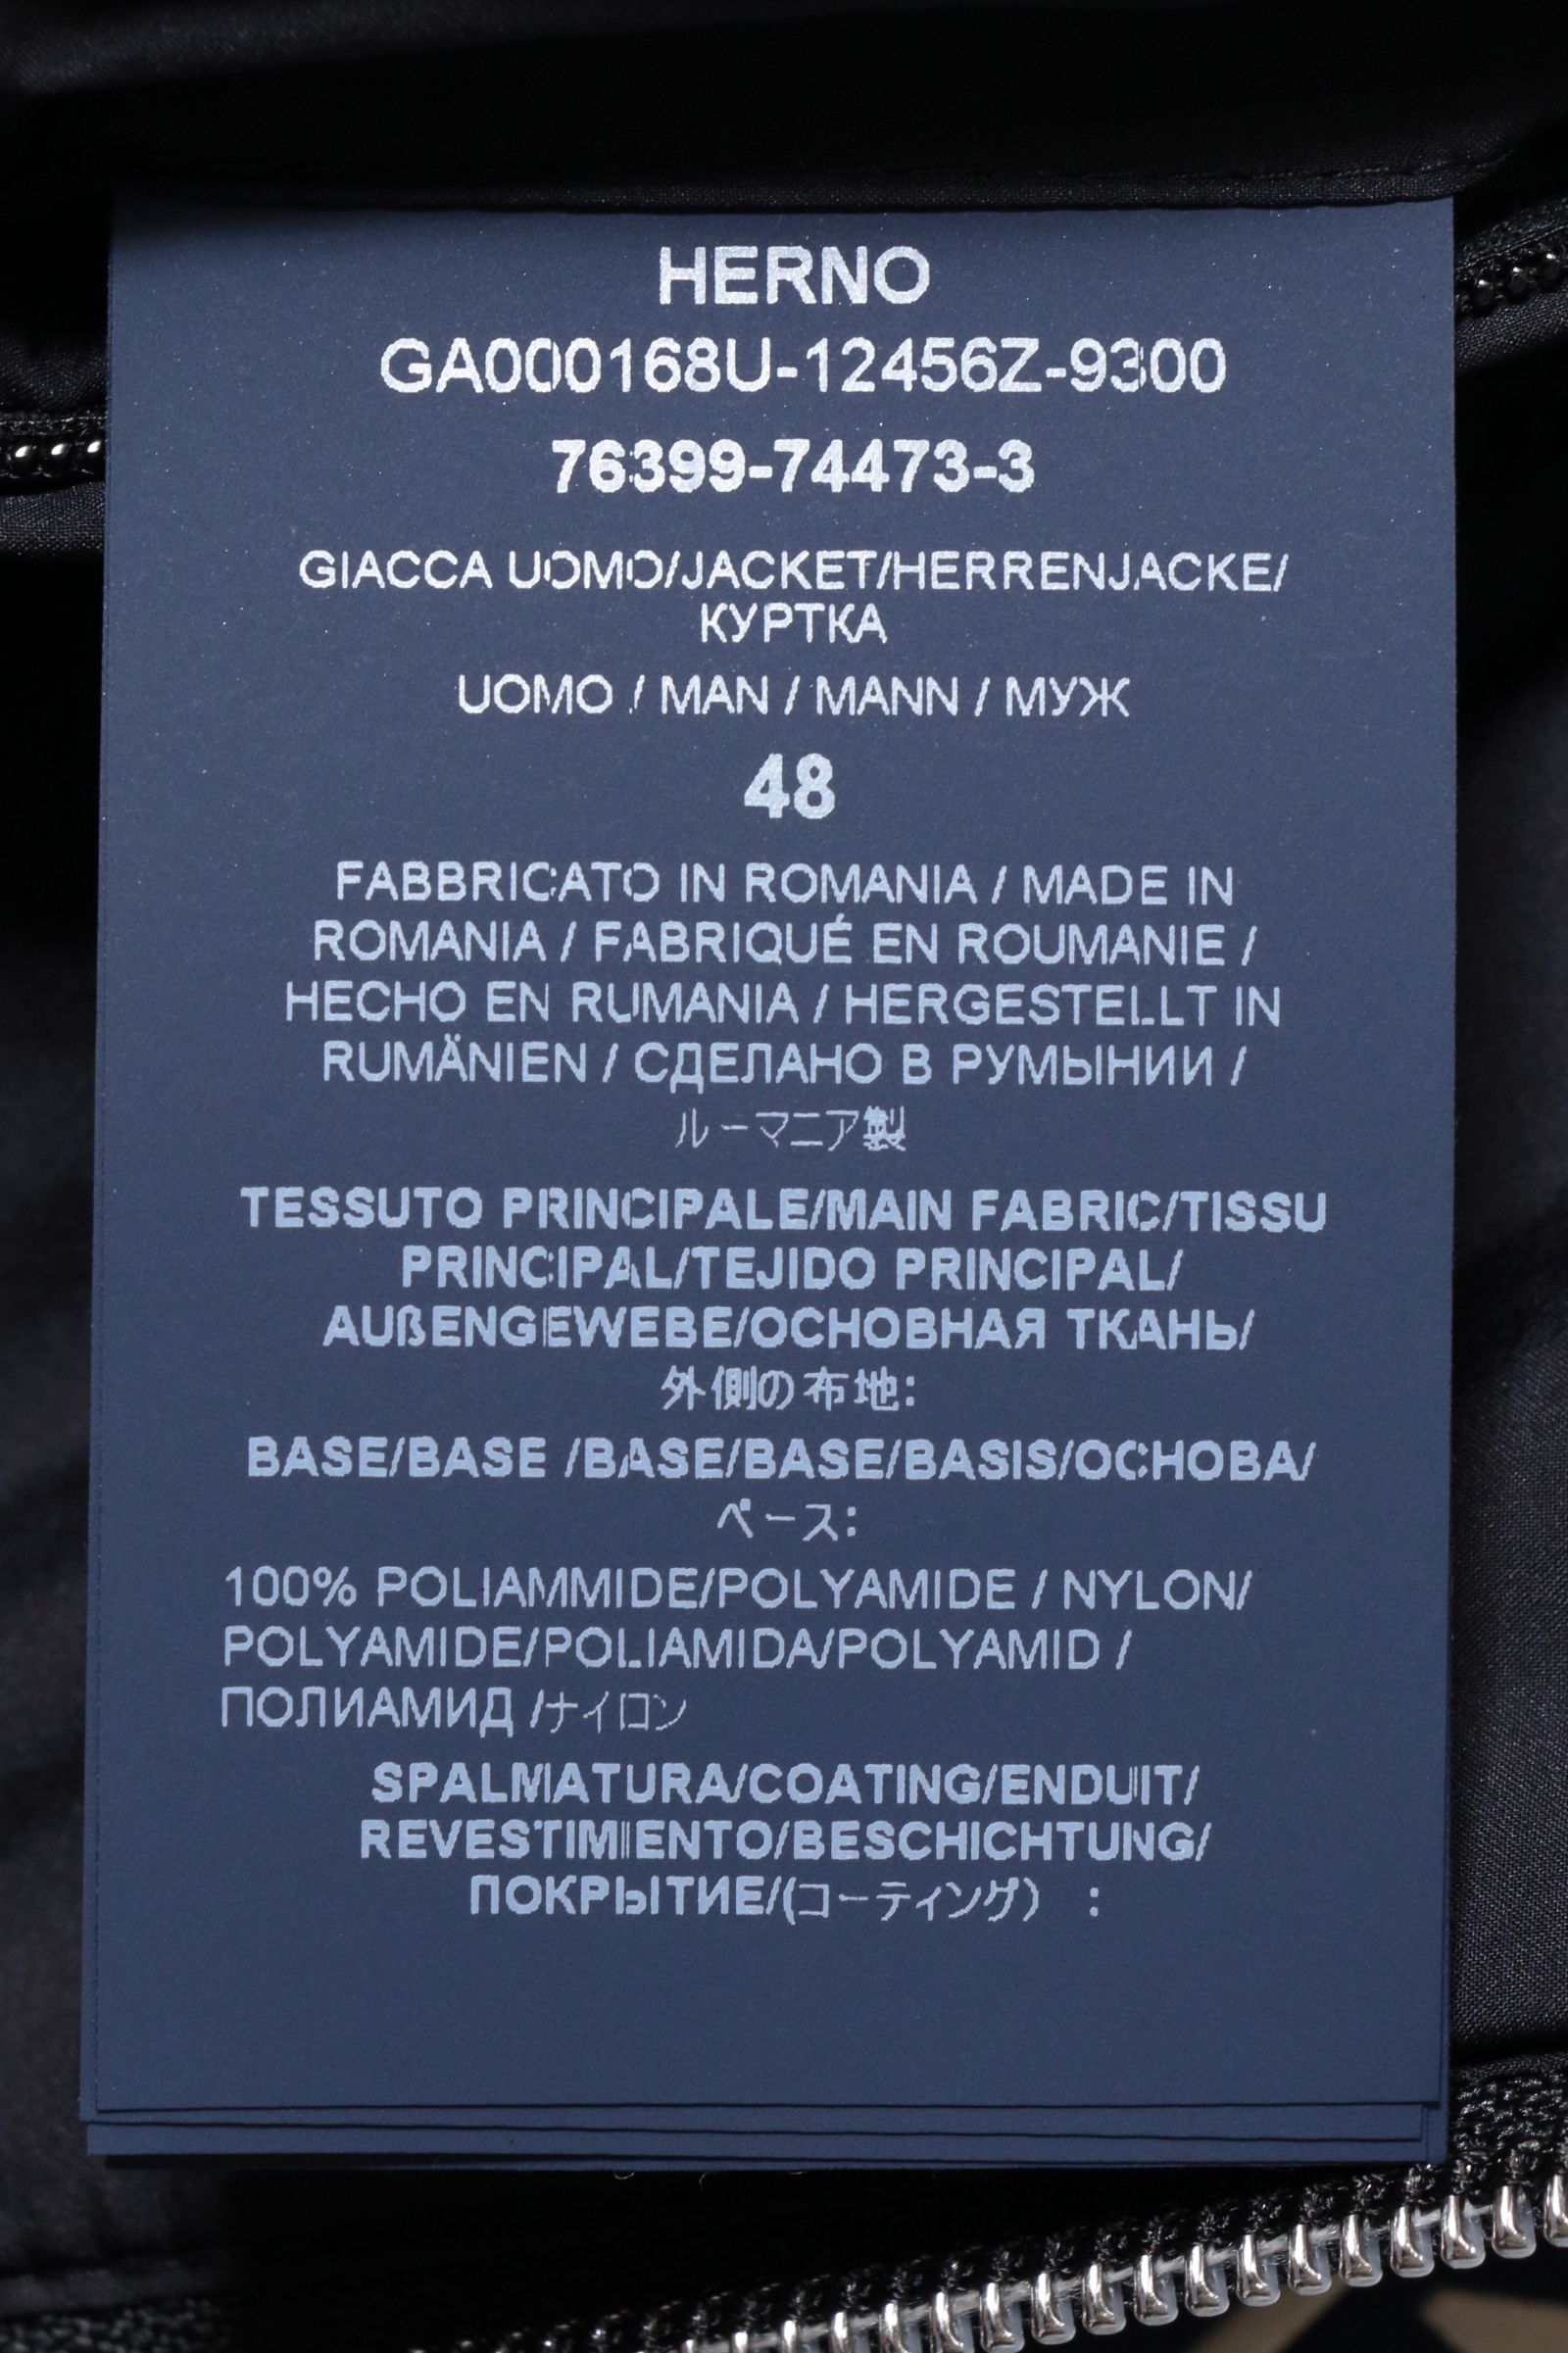 HERNO
GA000168U-12456Z-9300
76399-74473-3
GIACCA UOMO/JACKET/HERRENJACKE/
КУРТКА
UOMO / MAN / MANN / МУЖ
48
FABBRICATO IN ROMANIA / MADE IN
ROMANIA / FABRIQUÉ EN ROUMANIE /
HECHO EN RUMANIA / HERGESTELLT IN
RUMÄNIEN / СДЕЛАНО В РУМЫНИИ /
ルーマニア製
TESSUTO PRINCIPALE/MAIN FABRIC/TISSU
PRINCIPAL/TEJIDO PRINCIPAL/
AUßENGEWEBE/ОСНОВНАЯ ТКАНЬ/
外側の布地:
BASE/BASE /BASE/BASE/BASIS/ОСНОВА/
ベース:
100% POLIAMMIDE/POLYAMIDE / NYLON/
POLYAMIDE/POLIAMIDA/POLYAMID /
ПОЛИАМИД /ナイロン
SPALMATURA/COATING/ENDUIT/
REVESTIMIENTO/BESCHICHTUNG/
ПОКРЫТИЕ/(コーティング) :